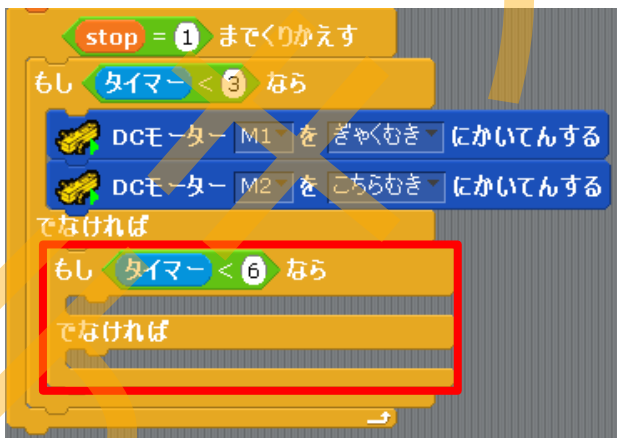 stop = 1 までくりかえす
もし タイマー < 3 なら
DCモーター M1 を ぎゃくむき にかいてんする
DCモーター M2 を こちらむき にかいてんする
でなければ
もし タイマー < 6 なら
でなければ